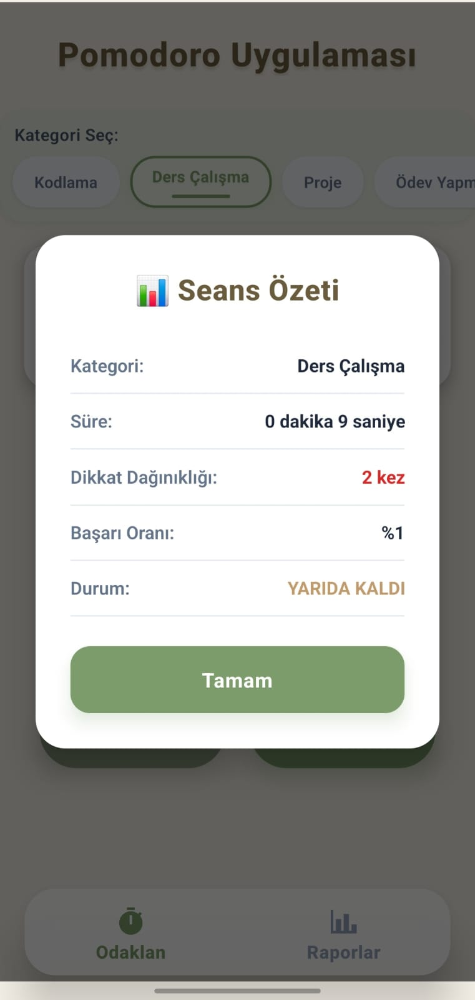 Pomodoro Uygulaması
Kategori Seç:
Kodlama Ders Çalışma Proje Ödev Yapm
Seans Özeti
Kategori: Ders Çalışma
Süre: 0 dakika 9 saniye
Dikkat Dağınıklığı: 2 kez
Başarı Oranı: %1
Durum: YARIDA KALDI
Tamam
Odaklan Raporlar